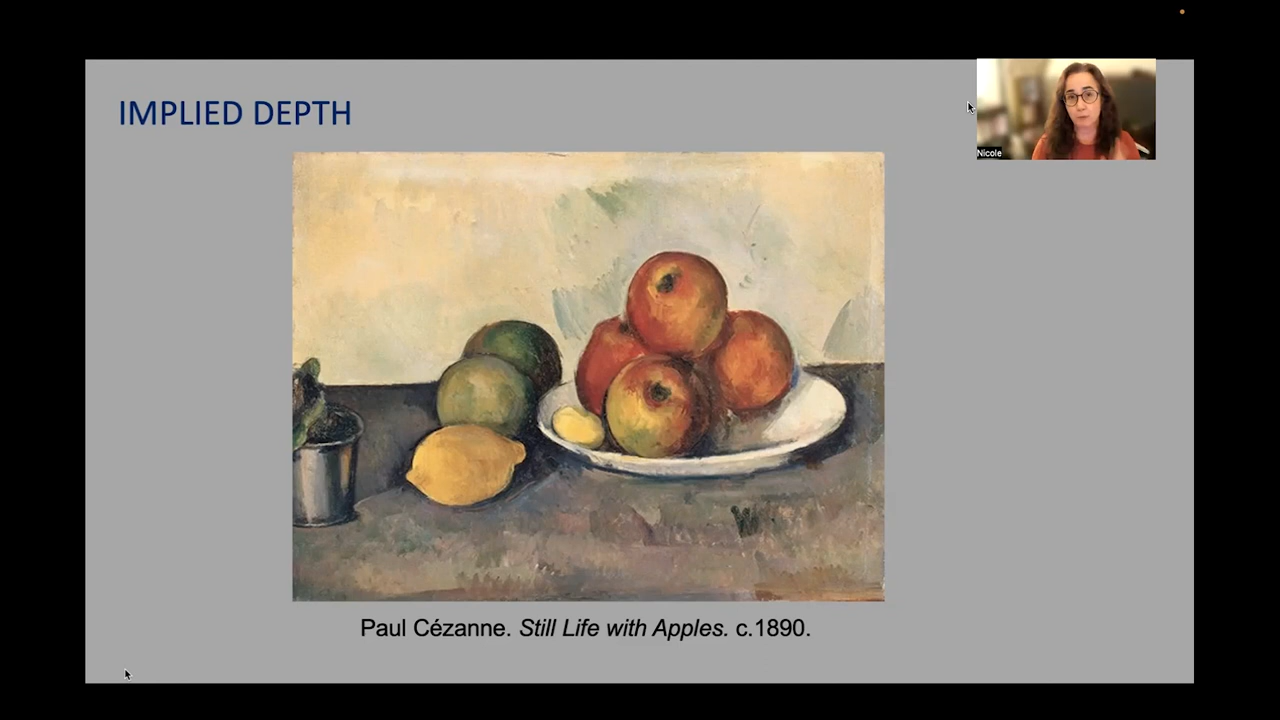 IMPLIED DEPTH
Nicole
Paul Cézanne. Still Life with Apples. c.1890.